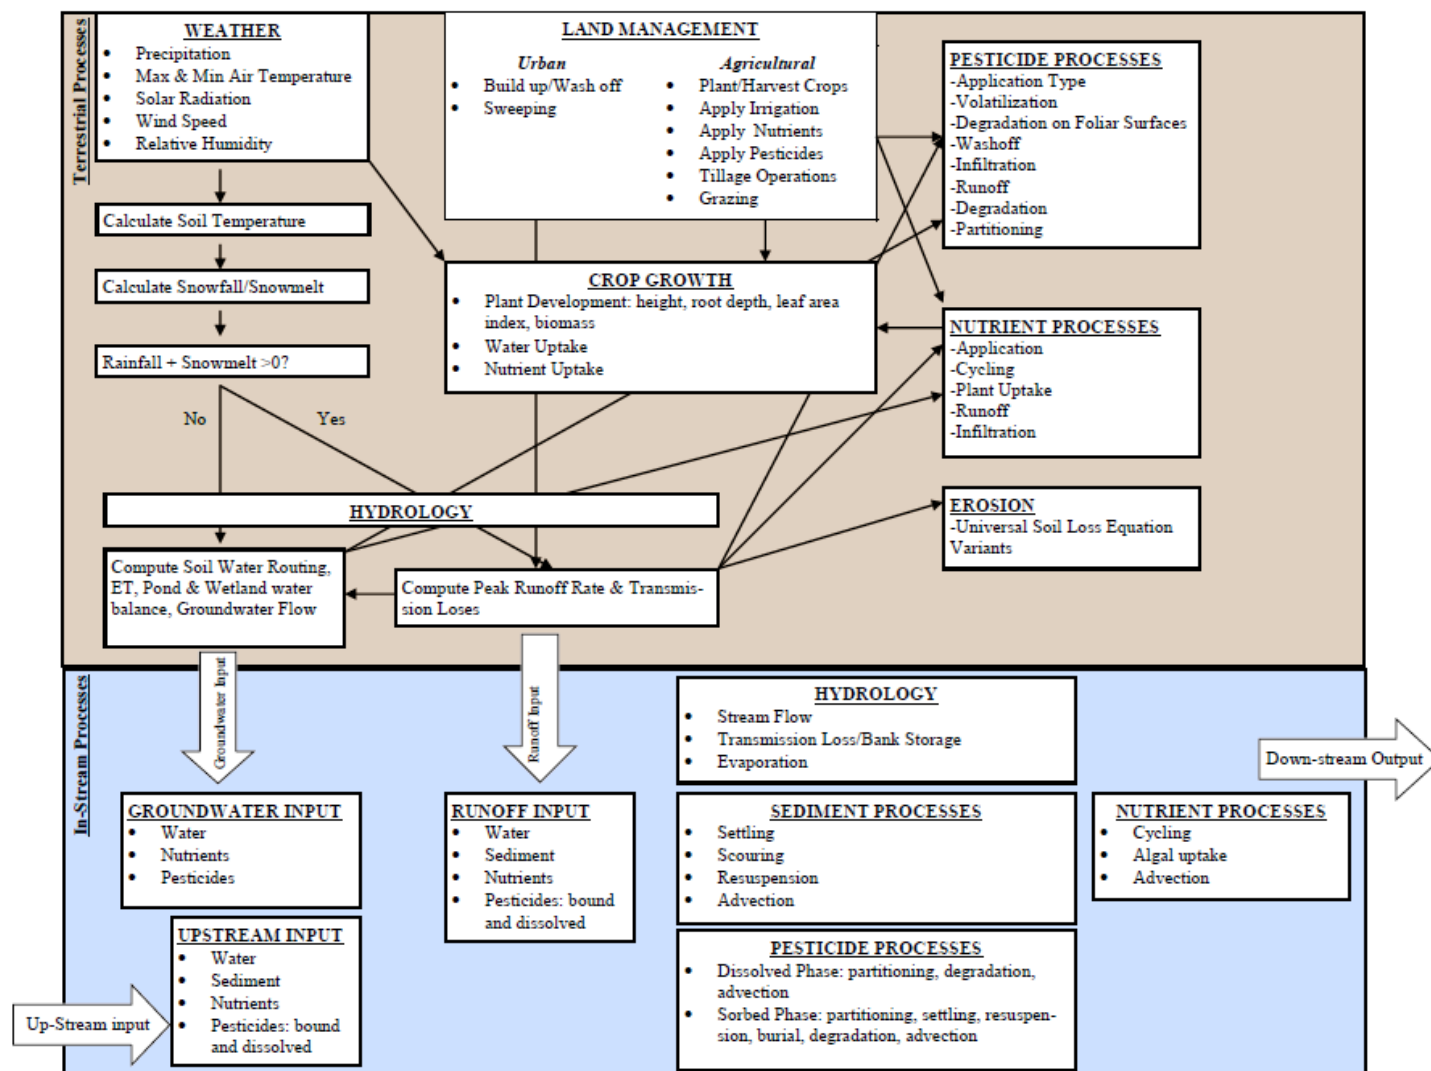 Terrestrial Processes
WEATHER
• Precipitation
• Max & Min Air Temperature
• Solar Radiation
• Wind Speed
• Relative Humidity
Calculate Soil Temperature
Calculate Snowfall/Snowmelt
Rainfall + Snowmelt >0?
No
Yes
LAND MANAGEMENT
Urban
• Build up/Wash off
• Sweeping
Agricultural
• Plant/Harvest Crops
• Apply Irrigation
• Apply Nutrients
• Apply Pesticides
• Tillage Operations
• Grazing
CROP GROWTH
• Plant Development: height, root depth, leaf area
index, biomass
• Water Uptake
• Nutrient Uptake
PESTICIDE PROCESSES
-Application Type
-Volatilization
-Degradation on Foliar Surfaces
-Washoff
-Infiltration
-Runoff
-Degradation
-Partitioning
NUTRIENT PROCESSES
-Application
-Cycling
-Plant Uptake
-Runoff
-Infiltration
EROSION
-Universal Soil Loss Equation
Variants
HYDROLOGY
Compute Soil Water Routing,
ET, Pond & Wetland water
balance, Groundwater Flow
Compute Peak Runoff Rate & Transmis-
sion Loses
In-Stream Processes
Groundwater Input
Runoff Input
GROUNDWATER INPUT
• Water
• Nutrients
• Pesticides
UPSTREAM INPUT
• Water
• Sediment
• Nutrients
• Pesticides: bound
and dissolved
Up-Stream input
RUNOFF INPUT
• Water
• Sediment
• Nutrients
• Pesticides: bound
and dissolved
HYDROLOGY
• Stream Flow
• Transmission Loss/Bank Storage
• Evaporation
SEDIMENT PROCESSES
• Settling
• Scouring
• Resuspension
• Advection
PESTICIDE PROCESSES
• Dissolved Phase: partitioning, degradation,
advection
• Sorbed Phase: partitioning, settling, resuspen-
sion, burial, degradation, advection
NUTRIENT PROCESSES
• Cycling
• Algal uptake
• Advection
Down-stream Output